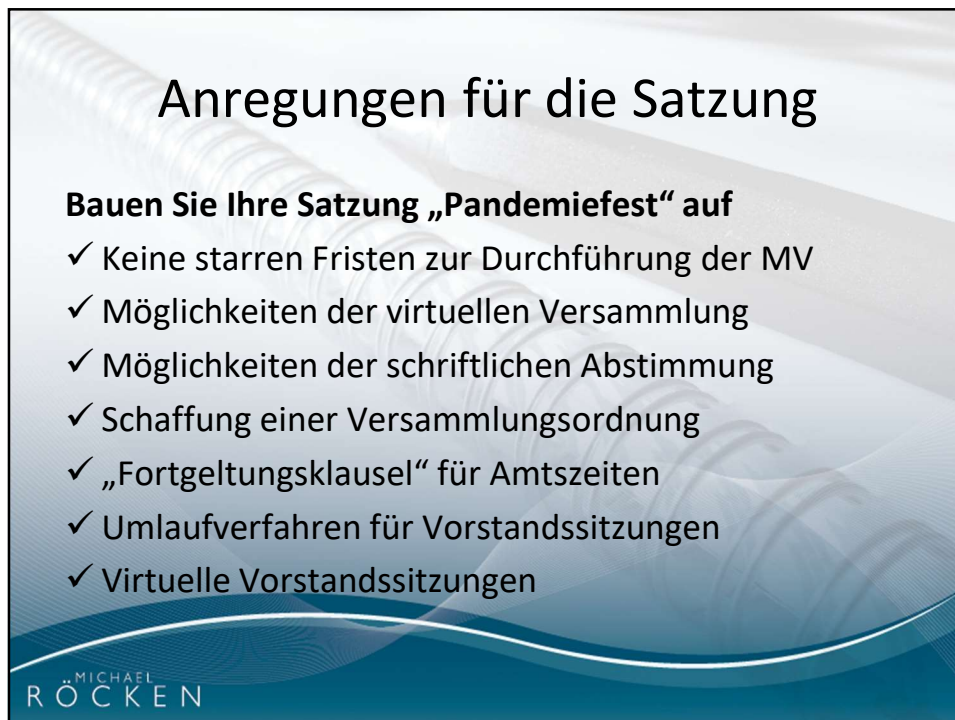 Anregungen für die Satzung
Bauen Sie Ihre Satzung „Pandemiefest“ auf
✓ Keine starren Fristen zur Durchführung der MV
✓ Möglichkeiten der virtuellen Versammlung
✓ Möglichkeiten der schriftlichen Abstimmung
✓ Schaffung einer Versammlungsordnung
✓ „Fortgeltungsklausel“ für Amtszeiten
✓ Umlaufverfahren für Vorstandssitzungen
✓ Virtuelle Vorstandssitzungen
MICHAEL
RÖCKEN